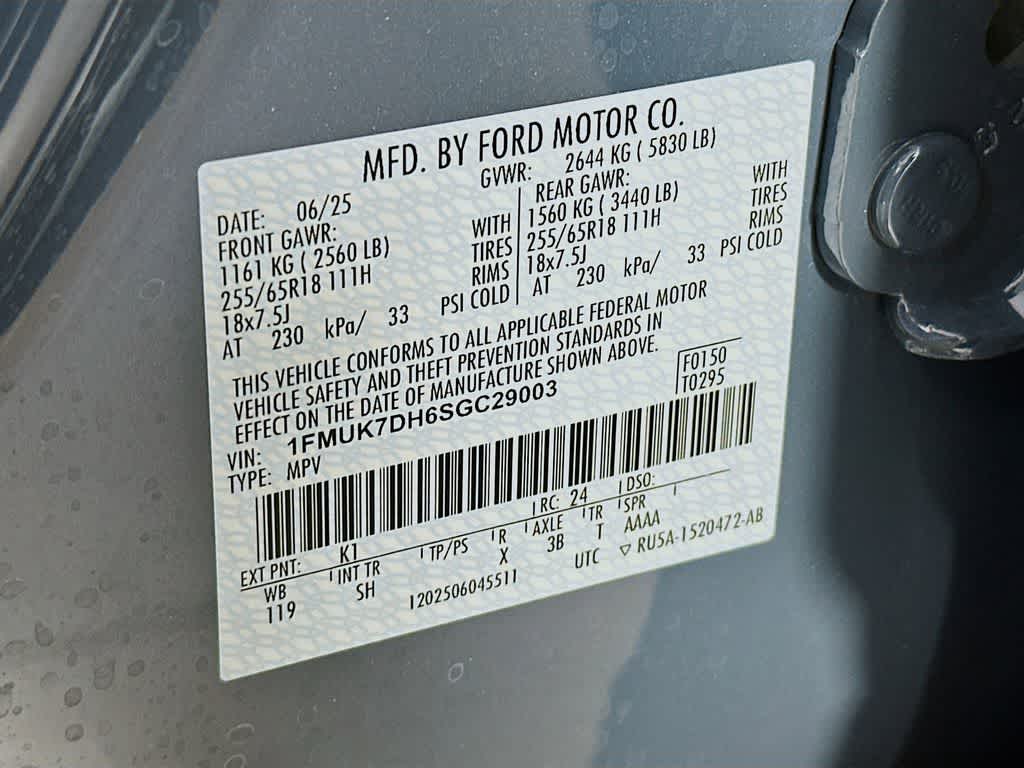 MFD. BY FORD MOTOR CO.
DATE: 06/25 GVWR: 2644 KG ( 5830 LB)
FRONT GAWR: WITH REAR GAWR: WITH
1161 KG ( 2560 LB) TIRES 1560 KG ( 3440 LB) TIRES
255/65R18 111H RIMS 255/65R18 111H RIMS
18x7.5J PSI COLD 18x7.5J PSI COLD
AT 230 kPa/ 33 AT 230 kPa/ 33
THIS VEHICLE CONFORMS TO ALL APPLICABLE FEDERAL MOTOR
VEHICLE SAFETY AND THEFT PREVENTION STANDARDS IN
EFFECT ON THE DATE OF MANUFACTURE SHOWN ABOVE.
F0150
T0295
VIN: 1FMUK7DH6SGC29003
TYPE: MPV
EXT PNT: K1 RC: 24 DSO:
WB INT TR TP/PS R AXLE TR SPR
119 SH X 3B T AAAA
1202506045511 UTC ▽ RU5A-1520472-AB